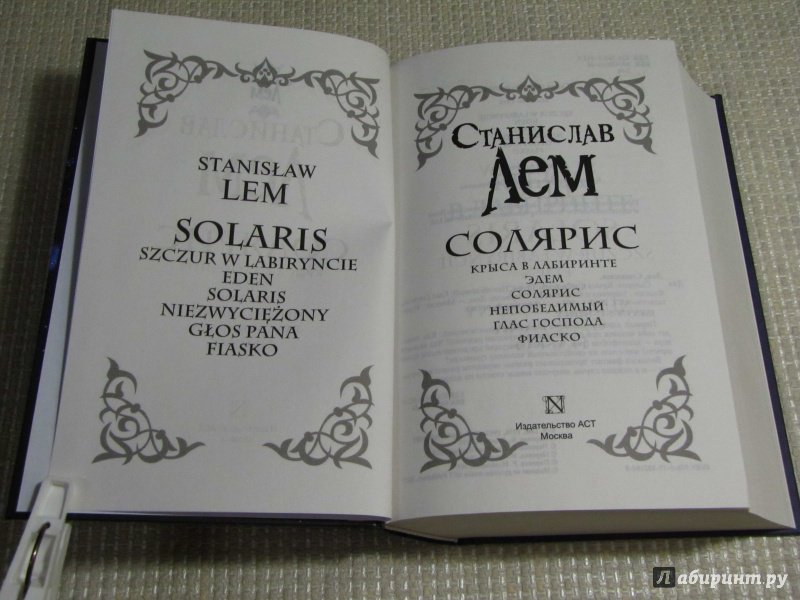 STANISŁAW
LEM
SOLARIS
SZCZUR W LABIRYNCIE
EDEN
SOLARIS
NIEZWYCIĘŻONY
GŁOS PANA
FIASKO
СТАНИСЛАВ
ЛЕМ
СОЛЯРИС
КРЫСА В ЛАБИРИНТЕ
ЭДЕМ
СОЛЯРИС
НЕПОБЕДИМЫЙ
ГЛАС ГОСПОДА
ФИАСКО
N
Издательство АСТ
Москва
Лабиринт.ру